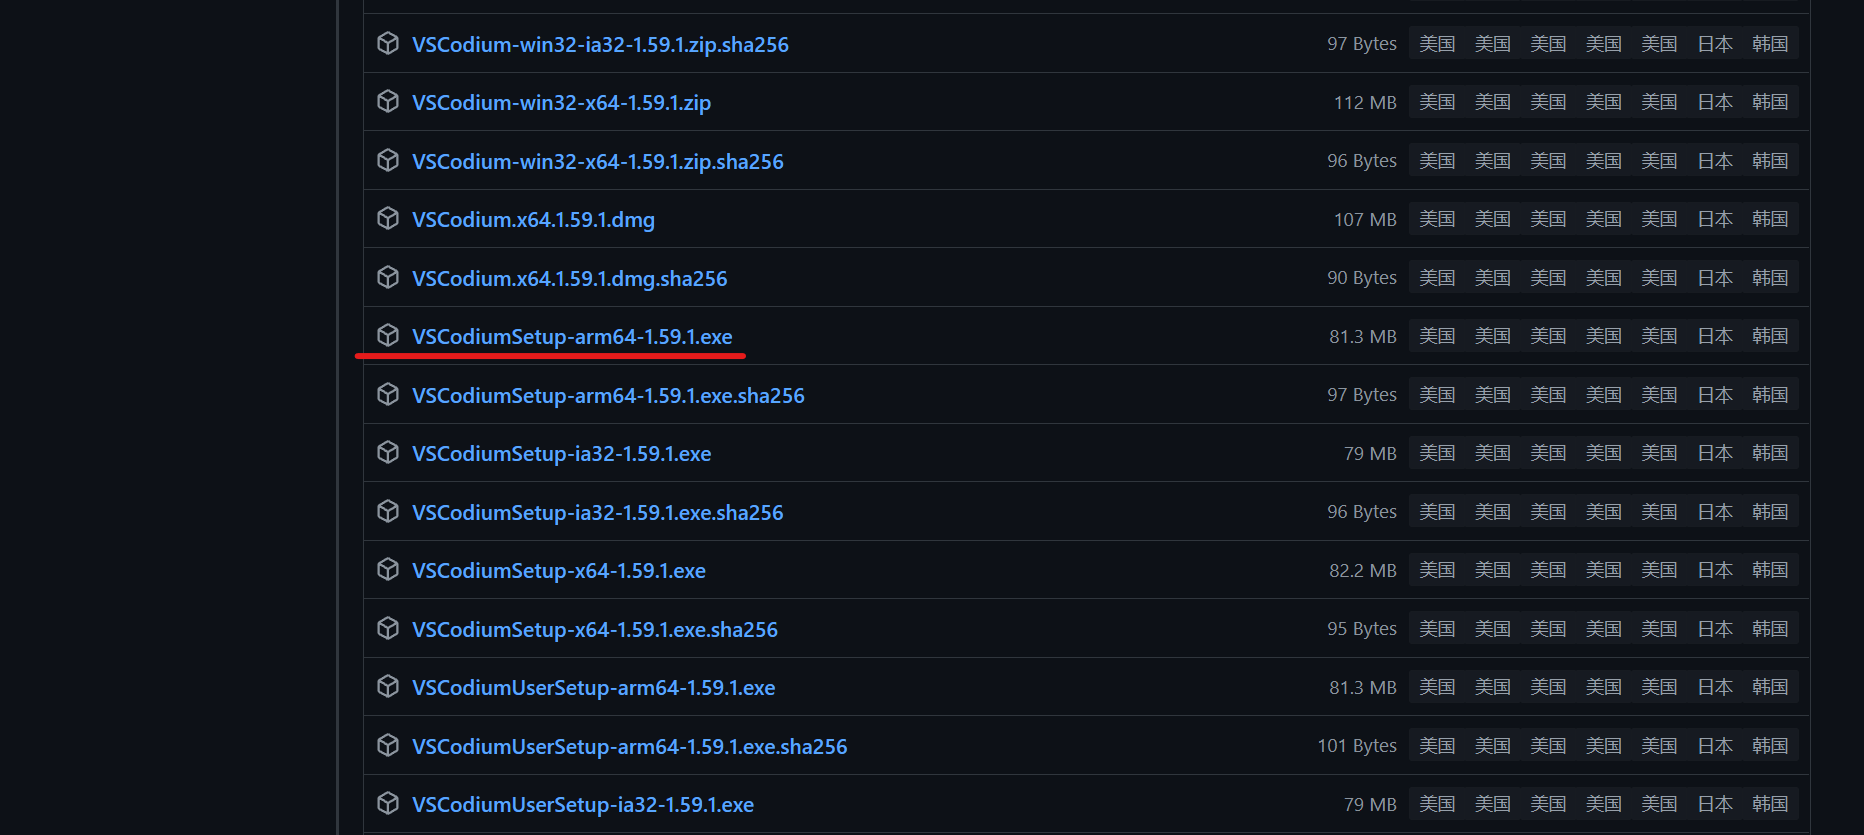 VSCodium-win32-ia32-1.59.1.zip.sha256 97 Bytes 美国 美国 美国 美国 美国 日本 韩国
VSCodium-win32-x64-1.59.1.zip 112 MB 美国 美国 美国 美国 美国 日本 韩国
VSCodium-win32-x64-1.59.1.zip.sha256 96 Bytes 美国 美国 美国 美国 美国 日本 韩国
VSCodium.x64.1.59.1.dmg 107 MB 美国 美国 美国 美国 美国 日本 韩国
VSCodium.x64.1.59.1.dmg.sha256 90 Bytes 美国 美国 美国 美国 美国 日本 韩国
VSCodiumSetup-arm64-1.59.1.exe 81.3 MB 美国 美国 美国 美国 美国 日本 韩国
VSCodiumSetup-arm64-1.59.1.exe.sha256 97 Bytes 美国 美国 美国 美国 美国 日本 韩国
VSCodiumSetup-ia32-1.59.1.exe 79 MB 美国 美国 美国 美国 美国 日本 韩国
VSCodiumSetup-ia32-1.59.1.exe.sha256 96 Bytes 美国 美国 美国 美国 美国 日本 韩国
VSCodiumSetup-x64-1.59.1.exe 82.2 MB 美国 美国 美国 美国 美国 日本 韩国
VSCodiumSetup-x64-1.59.1.exe.sha256 95 Bytes 美国 美国 美国 美国 美国 日本 韩国
VSCodiumUserSetup-arm64-1.59.1.exe 81.3 MB 美国 美国 美国 美国 美国 日本 韩国
VSCodiumUserSetup-arm64-1.59.1.exe.sha256 101 Bytes 美国 美国 美国 美国 美国 日本 韩国
VSCodiumUserSetup-ia32-1.59.1.exe 79 MB 美国 美国 美国 美国 美国 日本 韩国